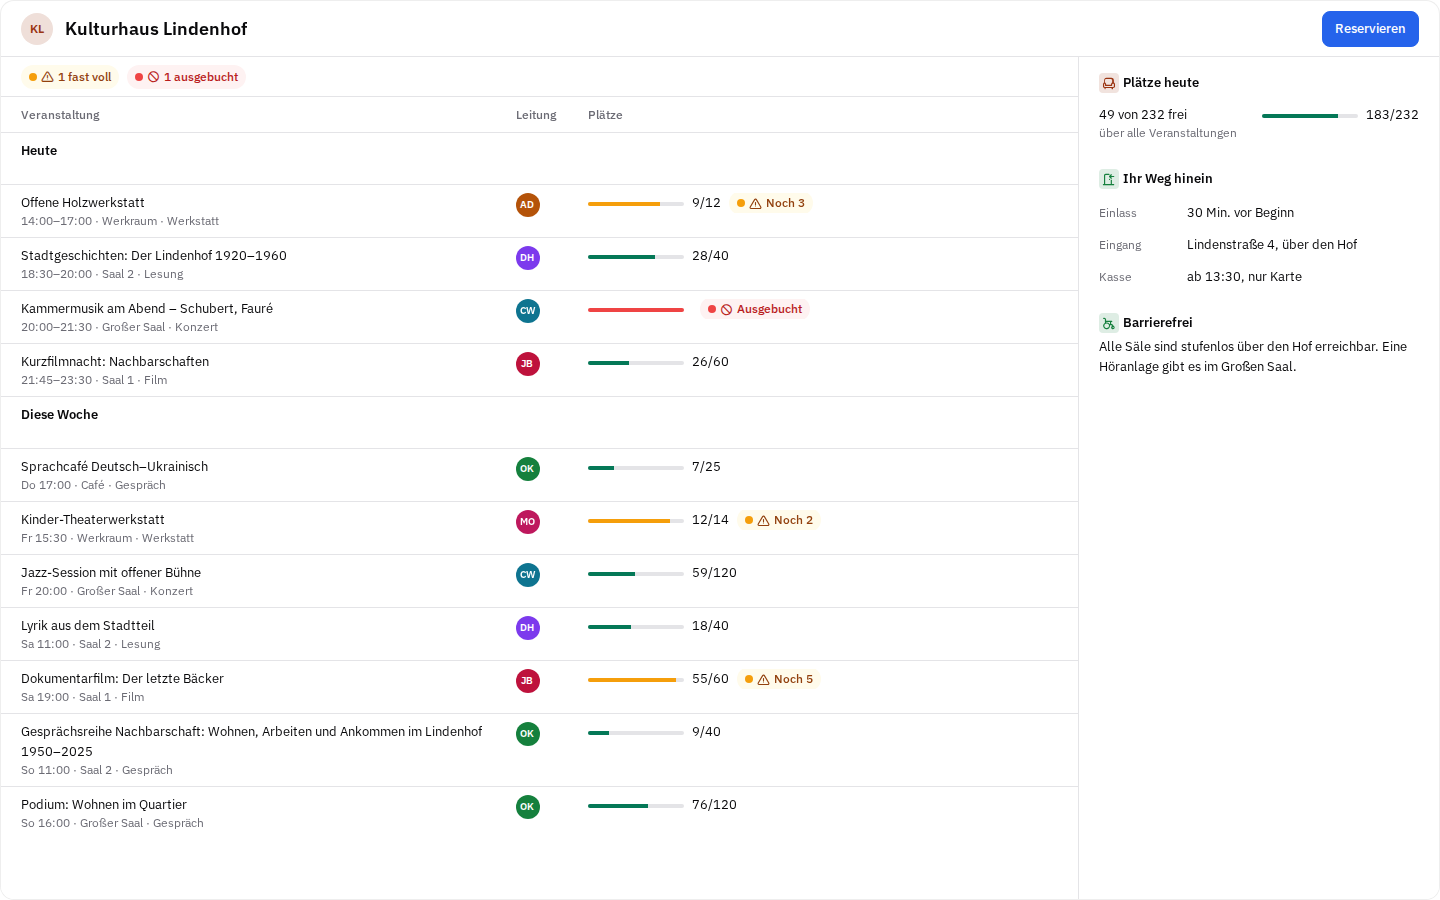 KL
Kulturhaus Lindenhof
Reservieren
1 fast voll
1 ausgebucht
Veranstaltung
Leitung
Plätze
Heute
Offene Holzwerkstatt
14:00–17:00 · Werkraum · Werkstatt
AD
9/12
Noch 3
Stadtgeschichten: Der Lindenhof 1920–1960
18:30–20:00 · Saal 2 · Lesung
DH
28/40
Kammermusik am Abend – Schubert, Fauré
20:00–21:30 · Großer Saal · Konzert
CW
Ausgebucht
Kurzfilmnacht: Nachbarschaften
21:45–23:30 · Saal 1 · Film
JB
26/60
Diese Woche
Sprachcafé Deutsch–Ukrainisch
Do 17:00 · Café · Gespräch
OK
7/25
Kinder-Theaterwerkstatt
Fr 15:30 · Werkraum · Werkstatt
MO
12/14
Noch 2
Jazz-Session mit offener Bühne
Fr 20:00 · Großer Saal · Konzert
CW
59/120
Lyrik aus dem Stadtteil
Sa 11:00 · Saal 2 · Lesung
DH
18/40
Dokumentarfilm: Der letzte Bäcker
Sa 19:00 · Saal 1 · Film
JB
55/60
Noch 5
Gesprächsreihe Nachbarschaft: Wohnen, Arbeiten und Ankommen im Lindenhof
1950–2025
So 11:00 · Saal 2 · Gespräch
OK
9/40
Podium: Wohnen im Quartier
So 16:00 · Großer Saal · Gespräch
OK
76/120
Plätze heute
49 von 232 frei
über alle Veranstaltungen
183/232
Ihr Weg hinein
Einlass
30 Min. vor Beginn
Eingang
Lindenstraße 4, über den Hof
Kasse
ab 13:30, nur Karte
Barrierefrei
Alle Säle sind stufenlos über den Hof erreichbar. Eine
Höranlage gibt es im Großen Saal.